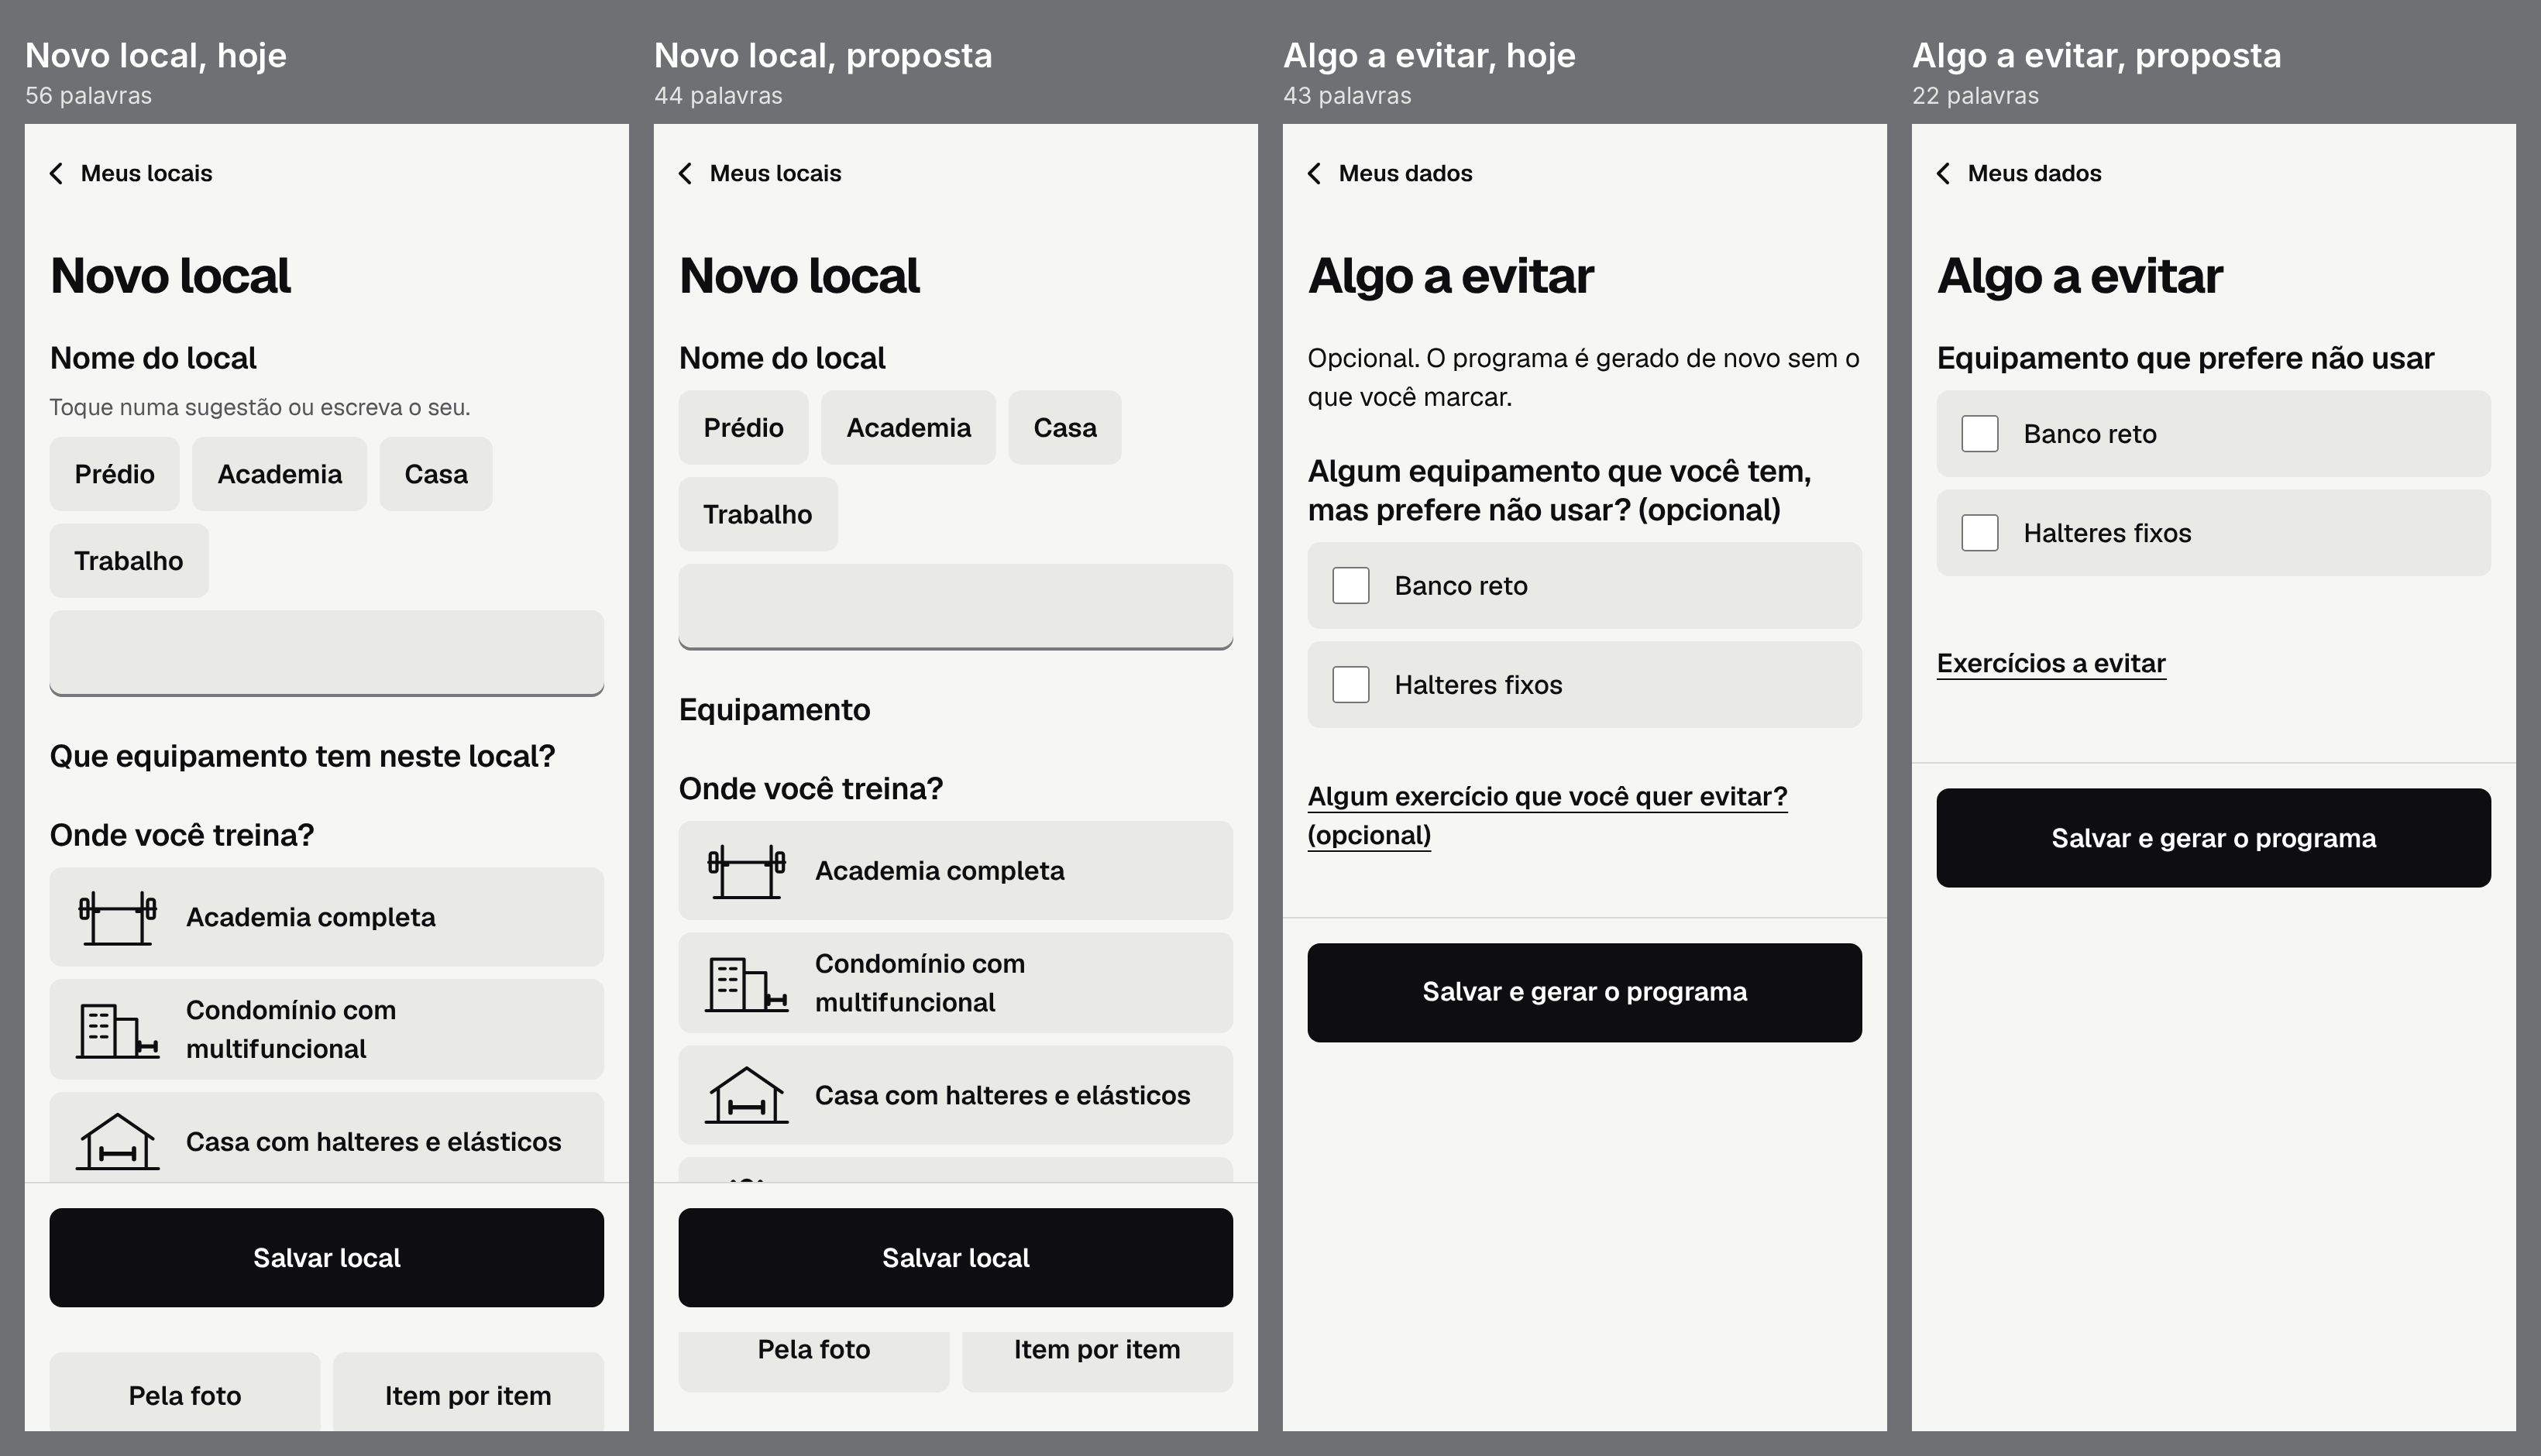 Novo local, hoje
56 palavras
Meus locais
Novo local
Nome do local
Toque numa sugestão ou escreva o seu.
Prédio
Academia
Casa
Trabalho
Que equipamento tem neste local?
Onde você treina?
Academia completa
Condomínio com
multifuncional
Casa com halteres e elásticos
Salvar local
Pela foto
Item por item
Novo local, proposta
44 palavras
Meus locais
Novo local
Nome do local
Prédio
Academia
Casa
Trabalho
Equipamento
Onde você treina?
Academia completa
Condomínio com
multifuncional
Casa com halteres e elásticos
Salvar local
Pela foto
Item por item
Algo a evitar, hoje
43 palavras
Meus dados
Algo a evitar
Opcional. O programa é gerado de novo sem o
que você marcar.
Algum equipamento que você tem,
mas prefere não usar? (opcional)
Banco reto
Halteres fixos
Algum exercício que você quer evitar?
(opcional)
Salvar e gerar o programa
Algo a evitar, proposta
22 palavras
Meus dados
Algo a evitar
Equipamento que prefere não usar
Banco reto
Halteres fixos
Exercícios a evitar
Salvar e gerar o programa